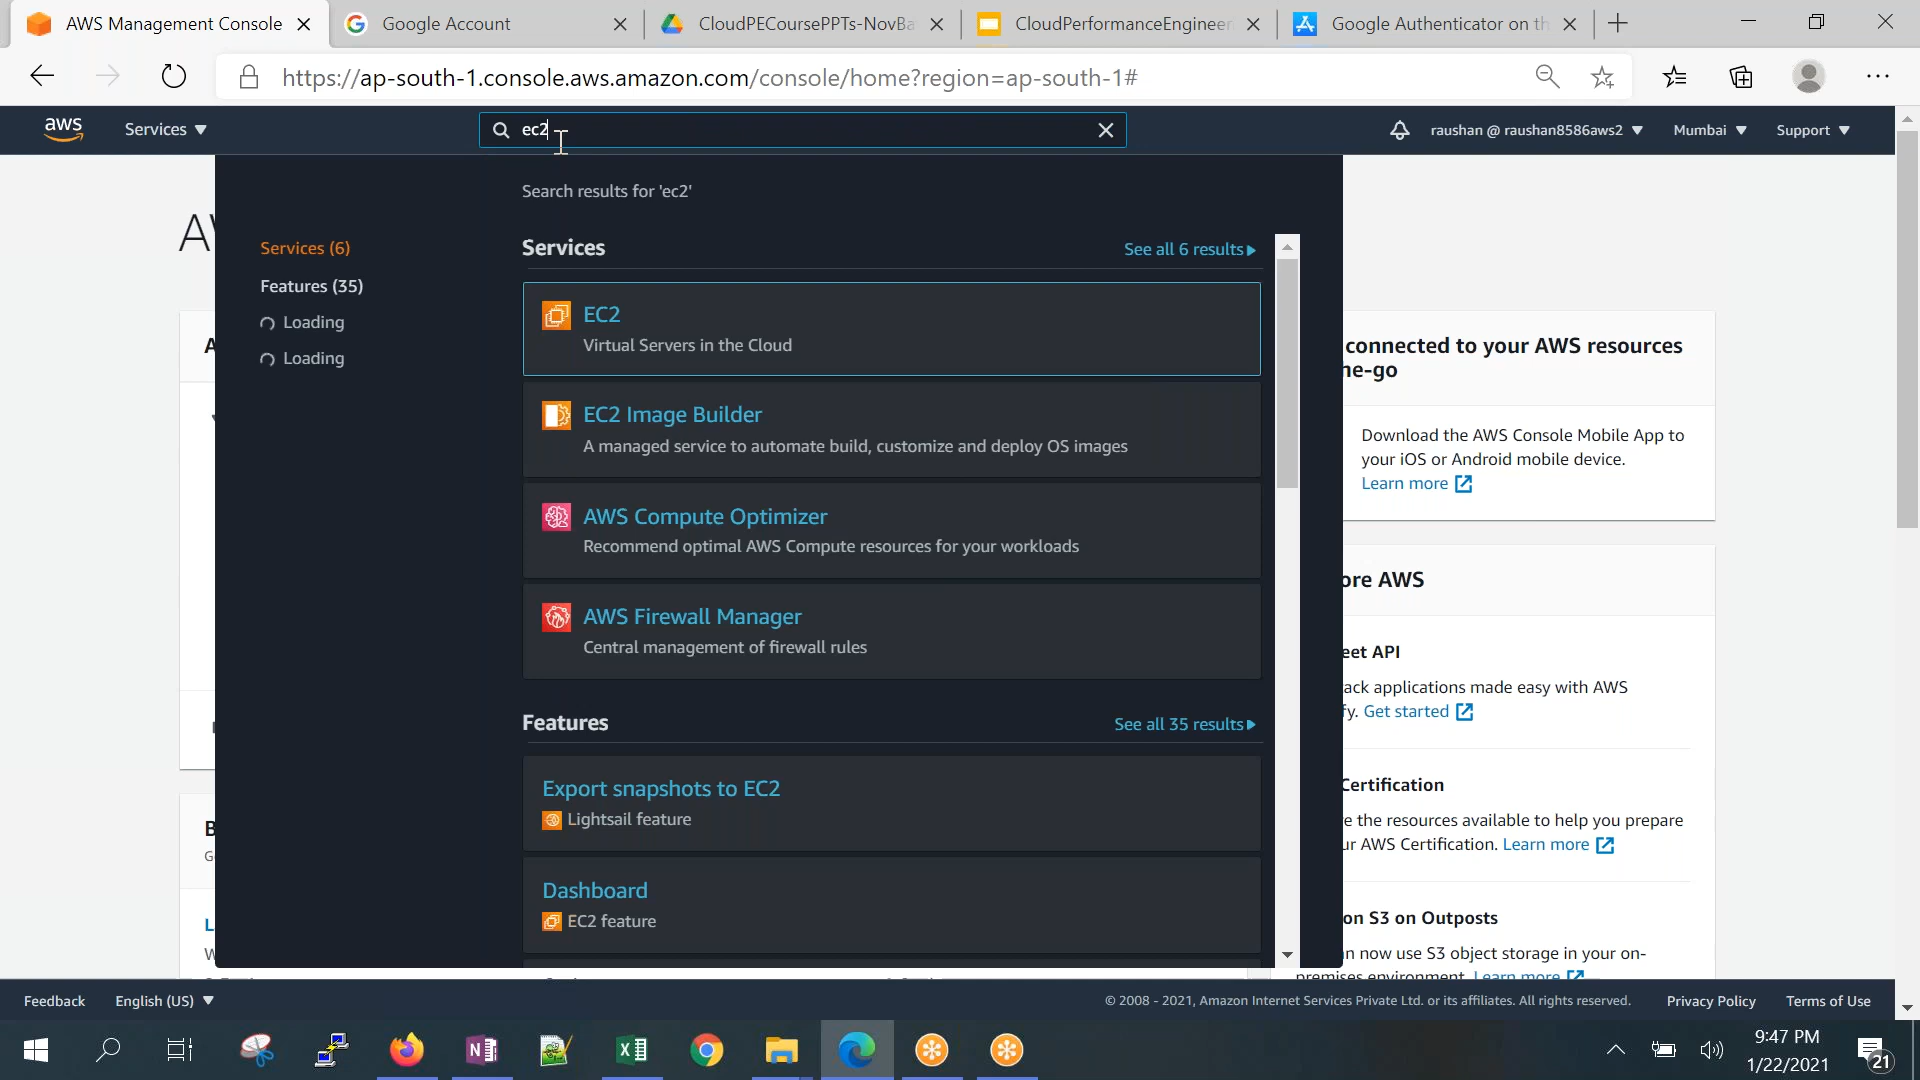 AWS Management Console
Google Account
CloudPECoursePPTs-NovBa
CloudPerformanceEngineer
Google Authenticator on th
https://ap-south-1.console.aws.amazon.com/console/home?region=ap-south-1#
aws
Services
ec2
raushan @ raushan8586aws2
Mumbai
Support
Search results for 'ec2'
Services (6)
Features (35)
Loading
Loading
Services
See all 6 results
EC2
Virtual Servers in the Cloud
EC2 Image Builder
A managed service to automate build, customize and deploy OS images
AWS Compute Optimizer
Recommend optimal AWS Compute resources for your workloads
AWS Firewall Manager
Central management of firewall rules
Features
See all 35 results
Export snapshots to EC2
Lightsail feature
Dashboard
EC2 feature
connected to your AWS resources
he-go
Download the AWS Console Mobile App to
your iOS or Android mobile device.
Learn more
ore AWS
eet API
ack applications made easy with AWS
fy. Get started
Certification
re the resources available to help you prepare
ur AWS Certification. Learn more
on S3 on Outposts
n now use S3 object storage in your on-
premises environment. Learn more
Feedback
English (US)
© 2008 - 2021, Amazon Internet Services Private Ltd. or its affiliates. All rights reserved.
Privacy Policy
Terms of Use
9:47 PM
1/22/2021
21